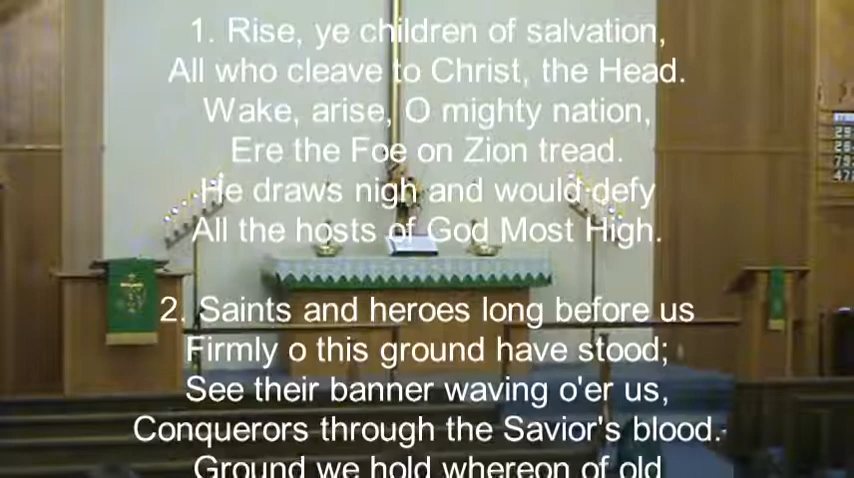 1. Rise, ye children of salvation,
All who cleave to Christ, the Head.
Wake, arise, O mighty nation,
Ere the Foe on Zion tread.
He draws nigh and would defy
All the hosts of God Most High.
2. Saints and heroes long before us
Firmly o this ground have stood;
See their banner waving o'er us,
Conquerors through the Savior's blood.
Ground we hold whereon of old